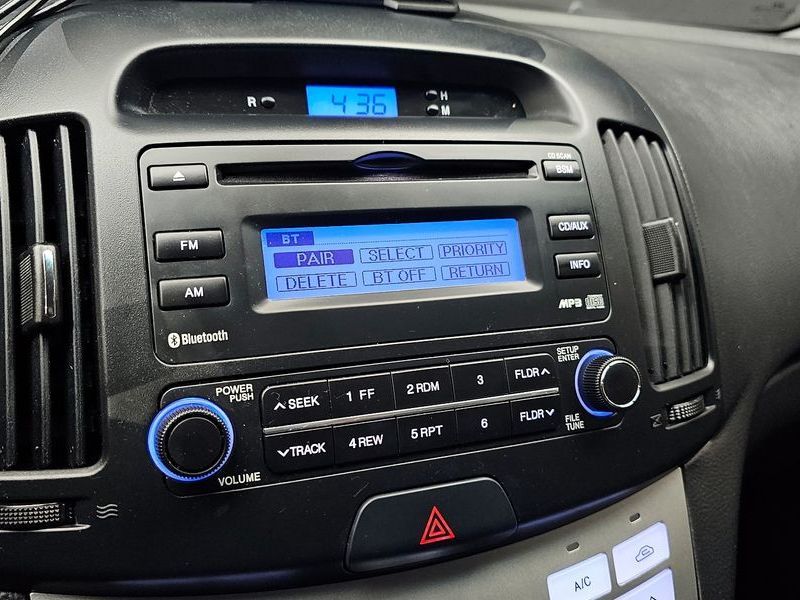 R 4:36 H
M
CD SCAN
BSM
FM
AM
CD/AUX
INFO
BT
PAIR SELECT PRIORITY
DELETE BT OFF RETURN
MP3
Bluetooth
POWER
PUSH
VOLUME
∧ SEEK 1 FF 2 RDM 3 FLDR ∧
∨ TRACK 4 REW 5 RPT 6 FLDR ∨
SETUP
ENTER
FILE
TUNE
A/C